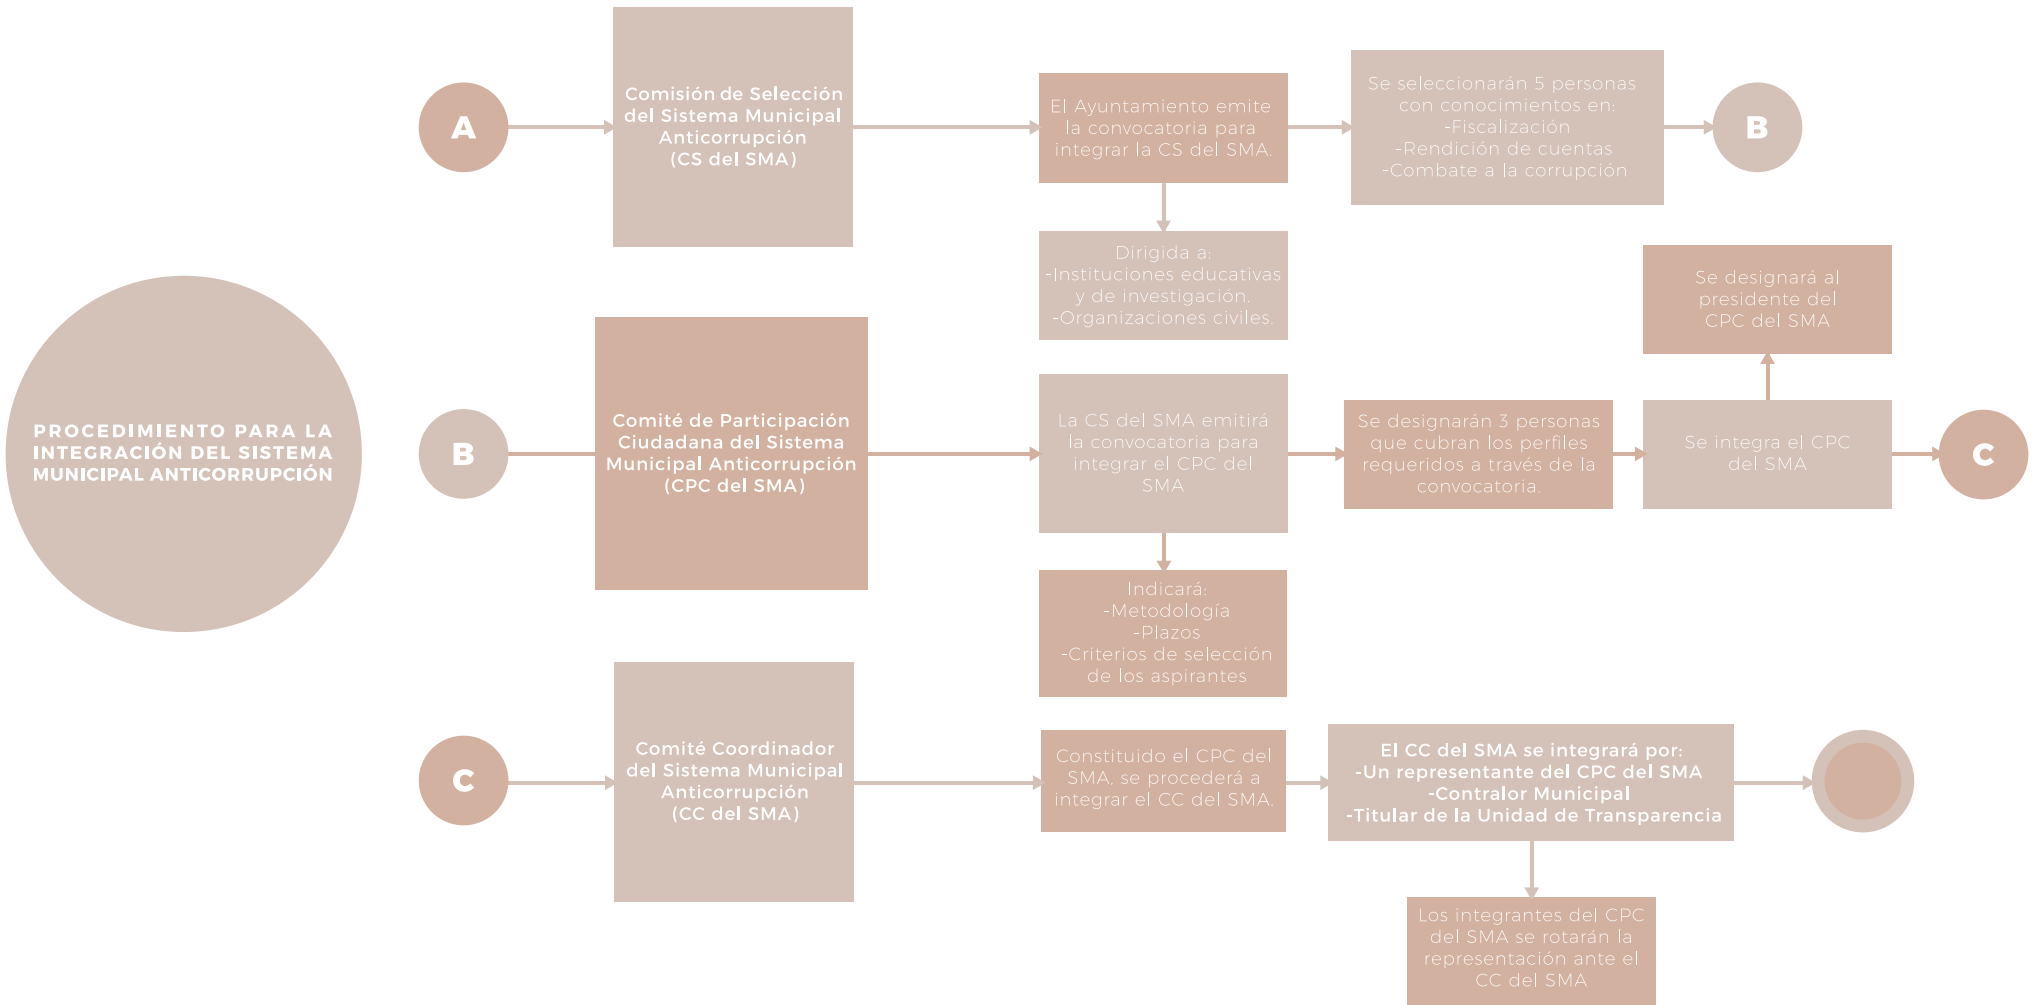 PROCEDIMIENTO PARA LA
INTEGRACIÓN DEL SISTEMA
MUNICIPAL ANTICORRUPCIÓN
A
Comisión de Selección
del Sistema Municipal
Anticorrupción
(CS del SMA)
El Ayuntamiento emite
la convocatoria para
integrar la CS del SMA.
Dirigida a:
-Instituciones educativas
y de investigación.
-Organizaciones civiles.
Se seleccionarán 5 personas
con conocimientos en:
-Fiscalización
-Rendición de cuentas
-Combate a la corrupción
B
B
Comité de Participación
Ciudadana del Sistema
Municipal Anticorrupción
(CPC del SMA)
La CS del SMA emitirá
la convocatoria para
integrar el CPC del
SMA
Indicará:
-Metodología
-Plazos
-Criterios de selección
de los aspirantes
Se designarán 3 personas
que cubran los perfiles
requeridos a través de la
convocatoria.
Se integra el CPC
del SMA
Se designará al
presidente del
CPC del SMA
C
C
Comité Coordinador
del Sistema Municipal
Anticorrupción
(CC del SMA)
Constituido el CPC del
SMA, se procederá a
integrar el CC del SMA.
El CC del SMA se integrará por:
-Un representante del CPC del SMA
-Contralor Municipal
-Titular de la Unidad de Transparencia
Los integrantes del CPC
del SMA se rotarán la
representación ante el
CC del SMA